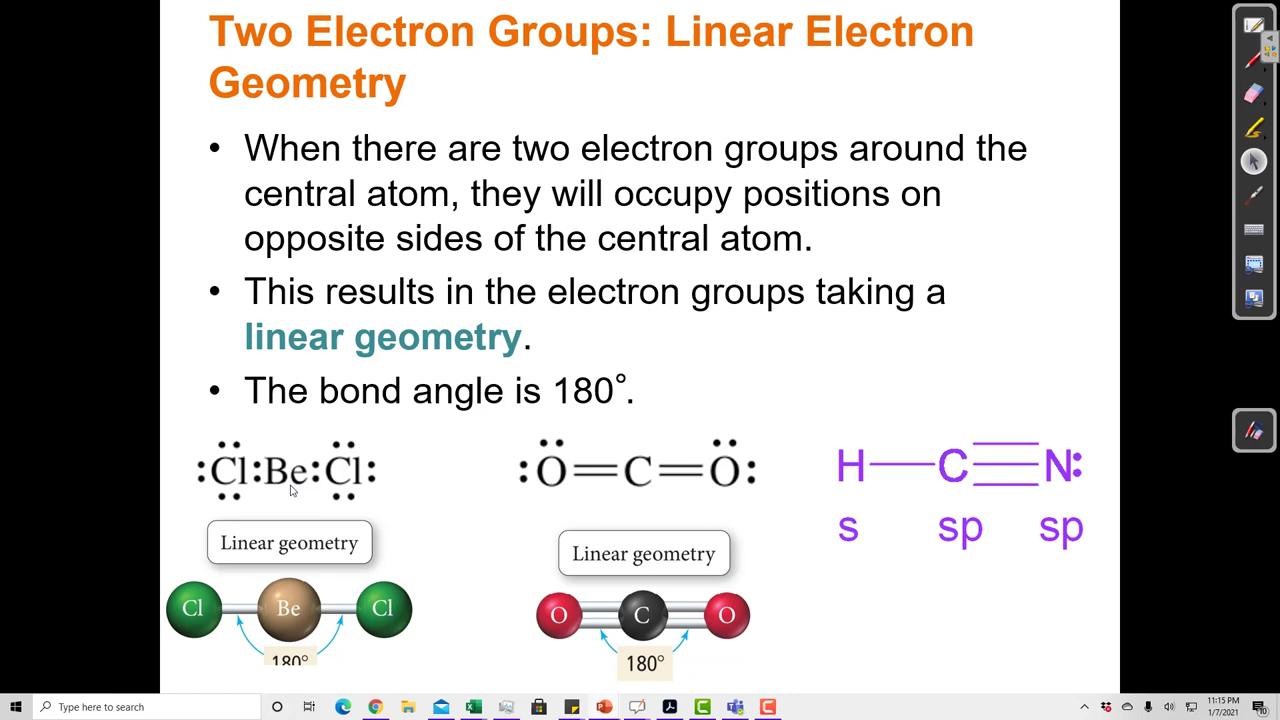 Two Electron Groups: Linear Electron
Geometry
• When there are two electron groups around the
central atom, they will occupy positions on
opposite sides of the central atom.
• This results in the electron groups taking a
linear geometry.
• The bond angle is 180°.
:Cl:Be:Cl:
:O=C=O:
H—C≡N:
s sp sp
Linear geometry
Cl Be Cl
180°
Linear geometry
O C O
180°
Type here to search
11:15 PM
1/7/2021
10